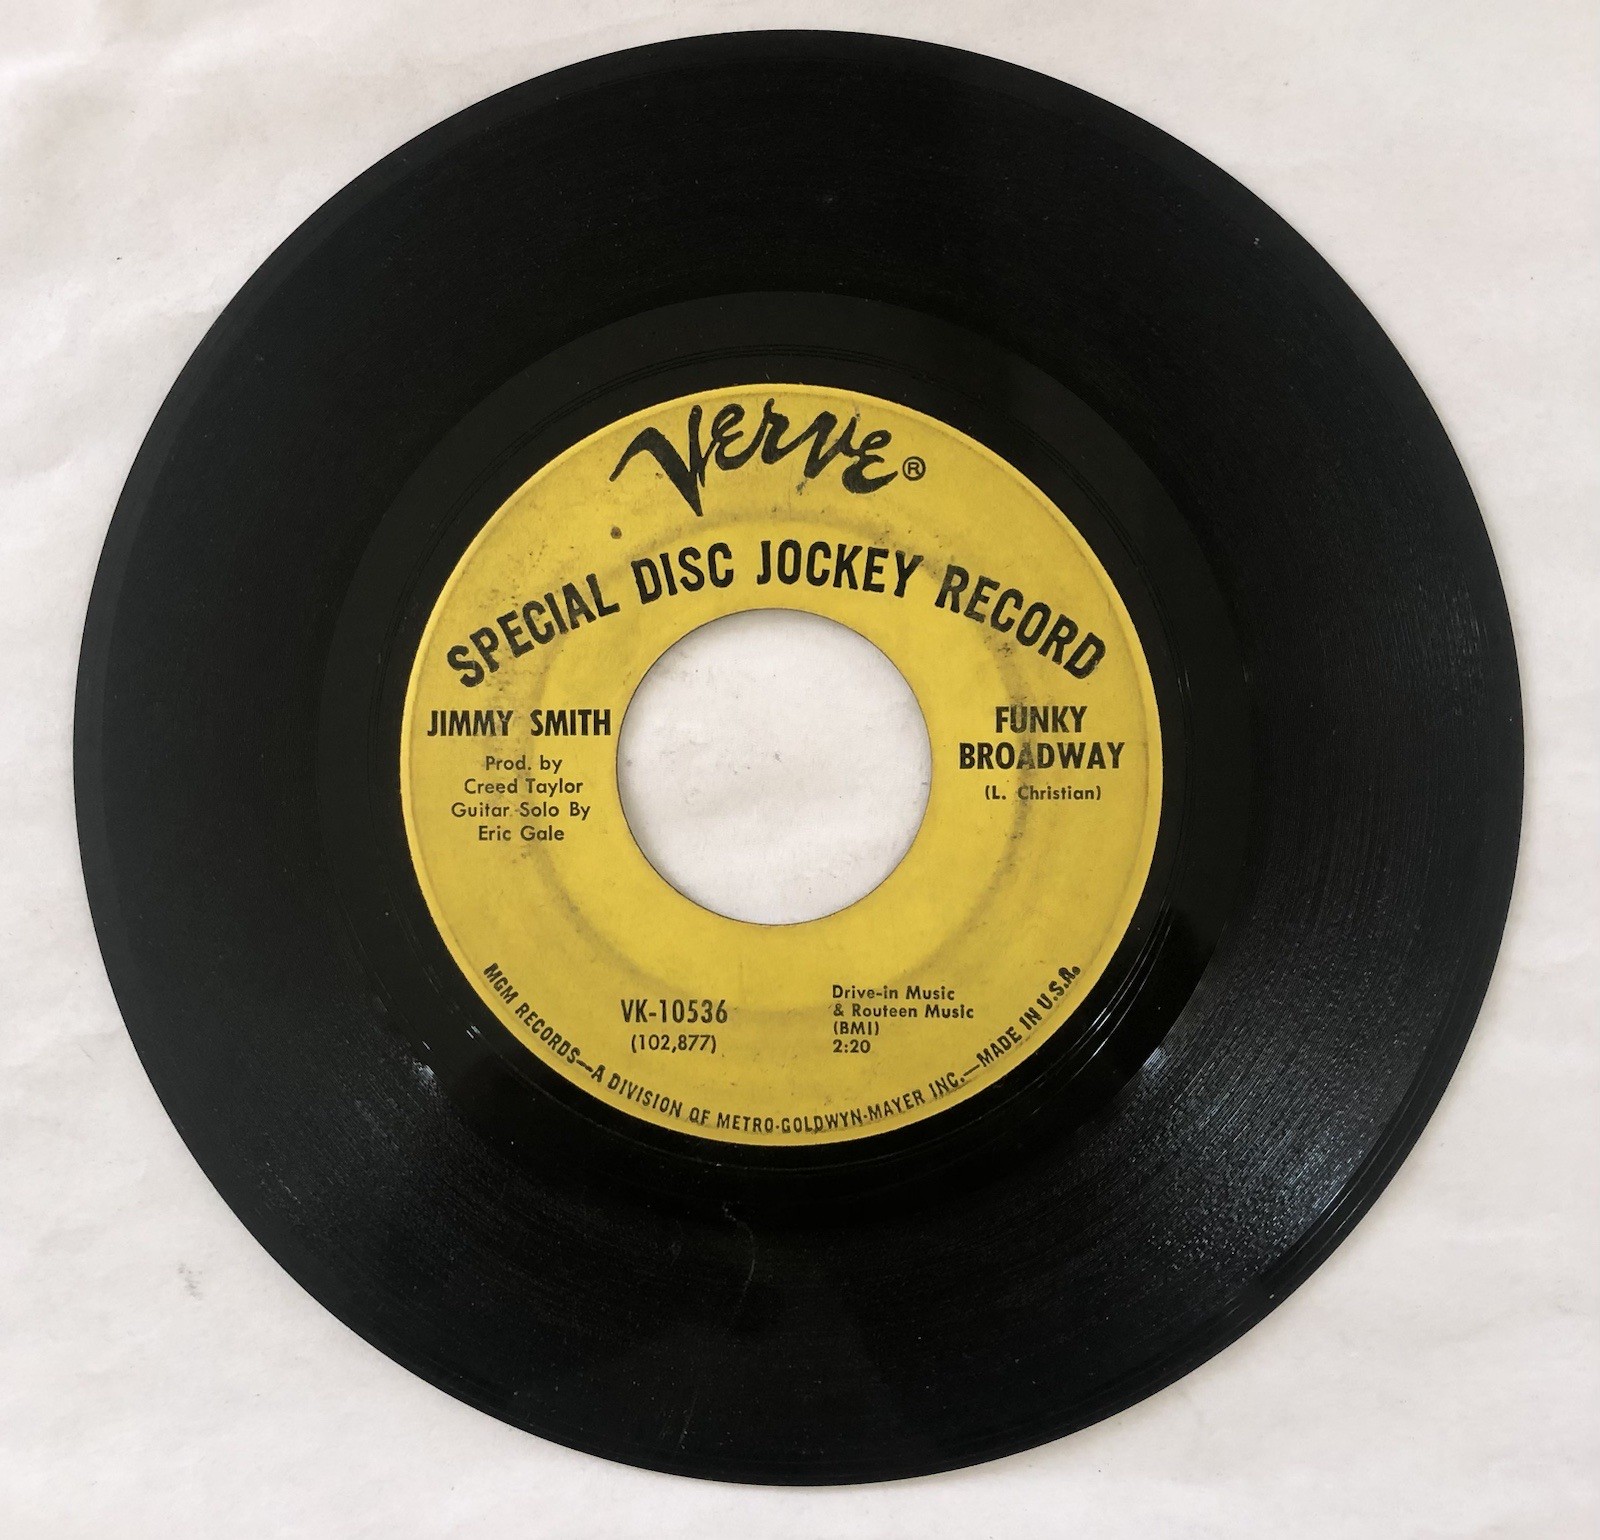 Verve®
SPECIAL DISC JOCKEY RECORD
JIMMY SMITH
Prod. by
Creed Taylor
Guitar Solo By
Eric Gale
FUNKY
BROADWAY
(L. Christian)
VK-10536
(102,877)
Drive-in Music
& Routeen Music
(BMI)
2:20
MGM RECORDS—A DIVISION OF METRO-GOLDWYN-MAYER INC.—MADE IN U.S.A.